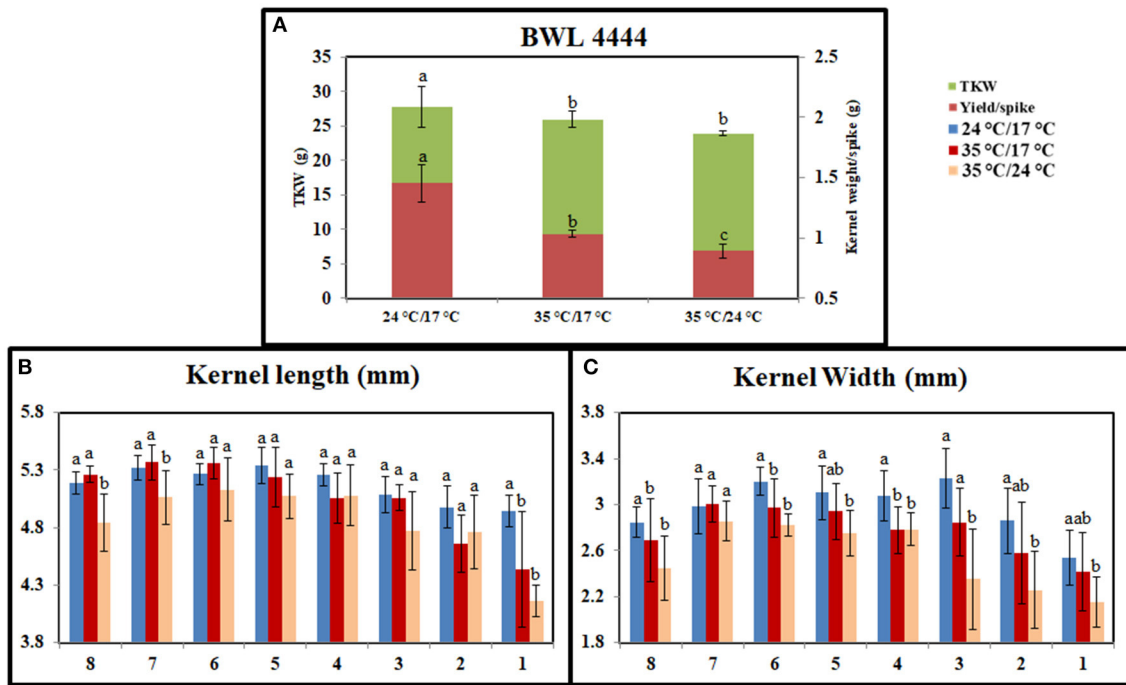 A
BWL 4444
35
30
25
20
15
10
5
0
TKW (g)
2.5
2
1.5
1
0.5
Kernel weight/spike (g)
a
b
b
a
b
c
24 °C/17 °C
35 °C/17 °C
35 °C/24 °C
TKW
Yield/spike
24 °C/17 °C
35 °C/17 °C
35 °C/24 °C
B
Kernel length (mm)
5.8
5.3
4.8
4.3
3.8
a a b
a a b
a a a
a a a
a a a
a a a
a a a
a b b
8 7 6 5 4 3 2 1
C
Kernel Width (mm)
3.8
3.4
3
2.6
2.2
1.8
a b b
a a a
a b b
a ab b
a b b
a a b
a ab b
a ab b
8 7 6 5 4 3 2 1